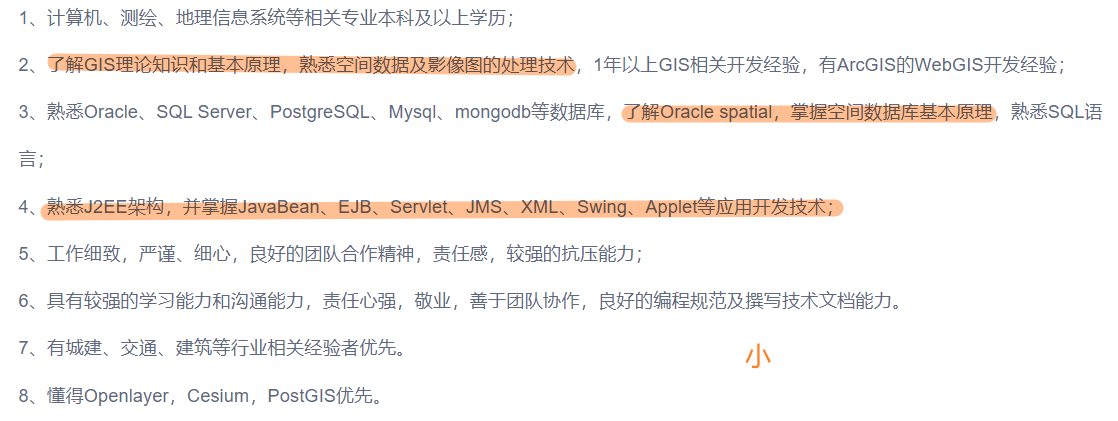 1、计算机、测绘、地理信息系统等相关专业本科及以上学历；
2、了解GIS理论知识和基本原理，熟悉空间数据及影像图的处理技术，1年以上GIS相关开发经验，有ArcGIS的WebGIS开发经验；
3、熟悉Oracle、SQL Server、PostgreSQL、Mysql、mongodb等数据库，了解Oracle spatial，掌握空间数据库基本原理，熟悉SQL语
言；
4、熟悉J2EE架构，并掌握JavaBean、EJB、Servlet、JMS、XML、Swing、Applet等应用开发技术；
5、工作细致，严谨、细心，良好的团队合作精神，责任感，较强的抗压能力；
6、具有较强的学习能力和沟通能力，责任心强，敬业，善于团队协作，良好的编程规范及撰写技术文档能力。
7、有城建、交通、建筑等行业相关经验者优先。
小
8、懂得Openlayer，Cesium，PostGIS优先。